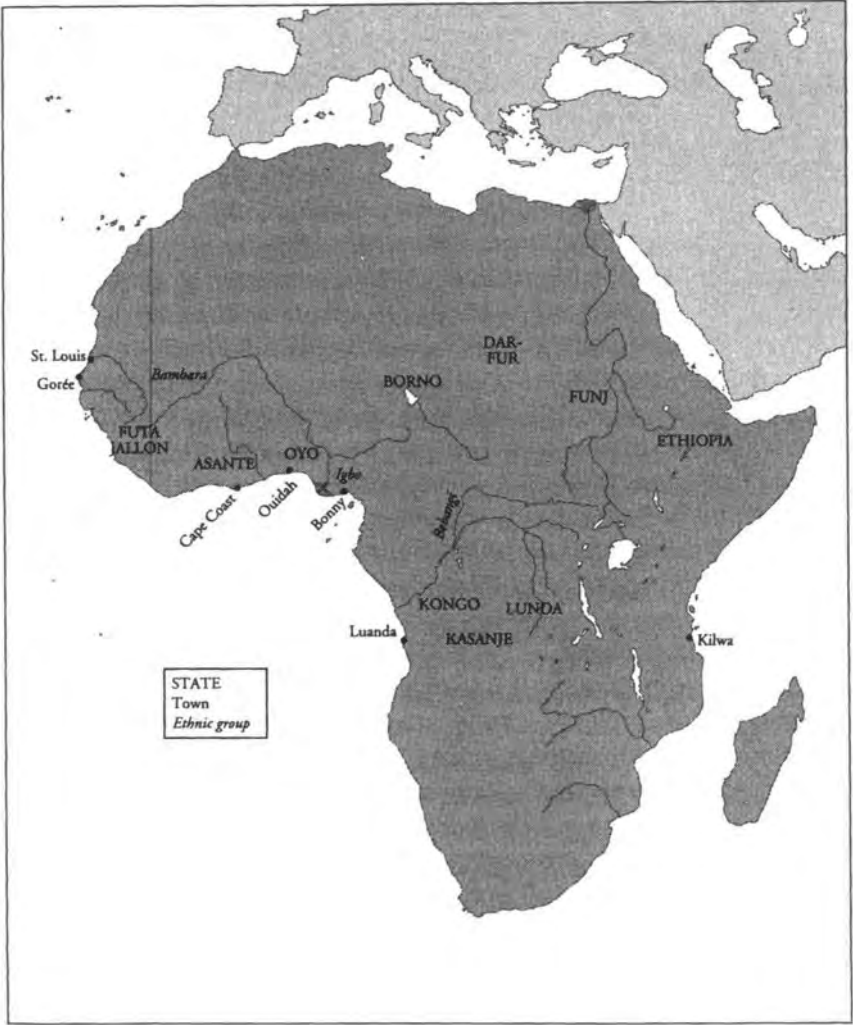 St. Louis
Gorée
Bambara
FUTA
JALLON
ASANTE
OYO
Igbo
BORNO
DAR-
FUR
FUNJ
ETHIOPIA
Cape Coast
Ouidah
Bonny
Bobangi
KONGO
LUNDA
KASANJE
Luanda
Kilwa
STATE
Town
Ethnic group